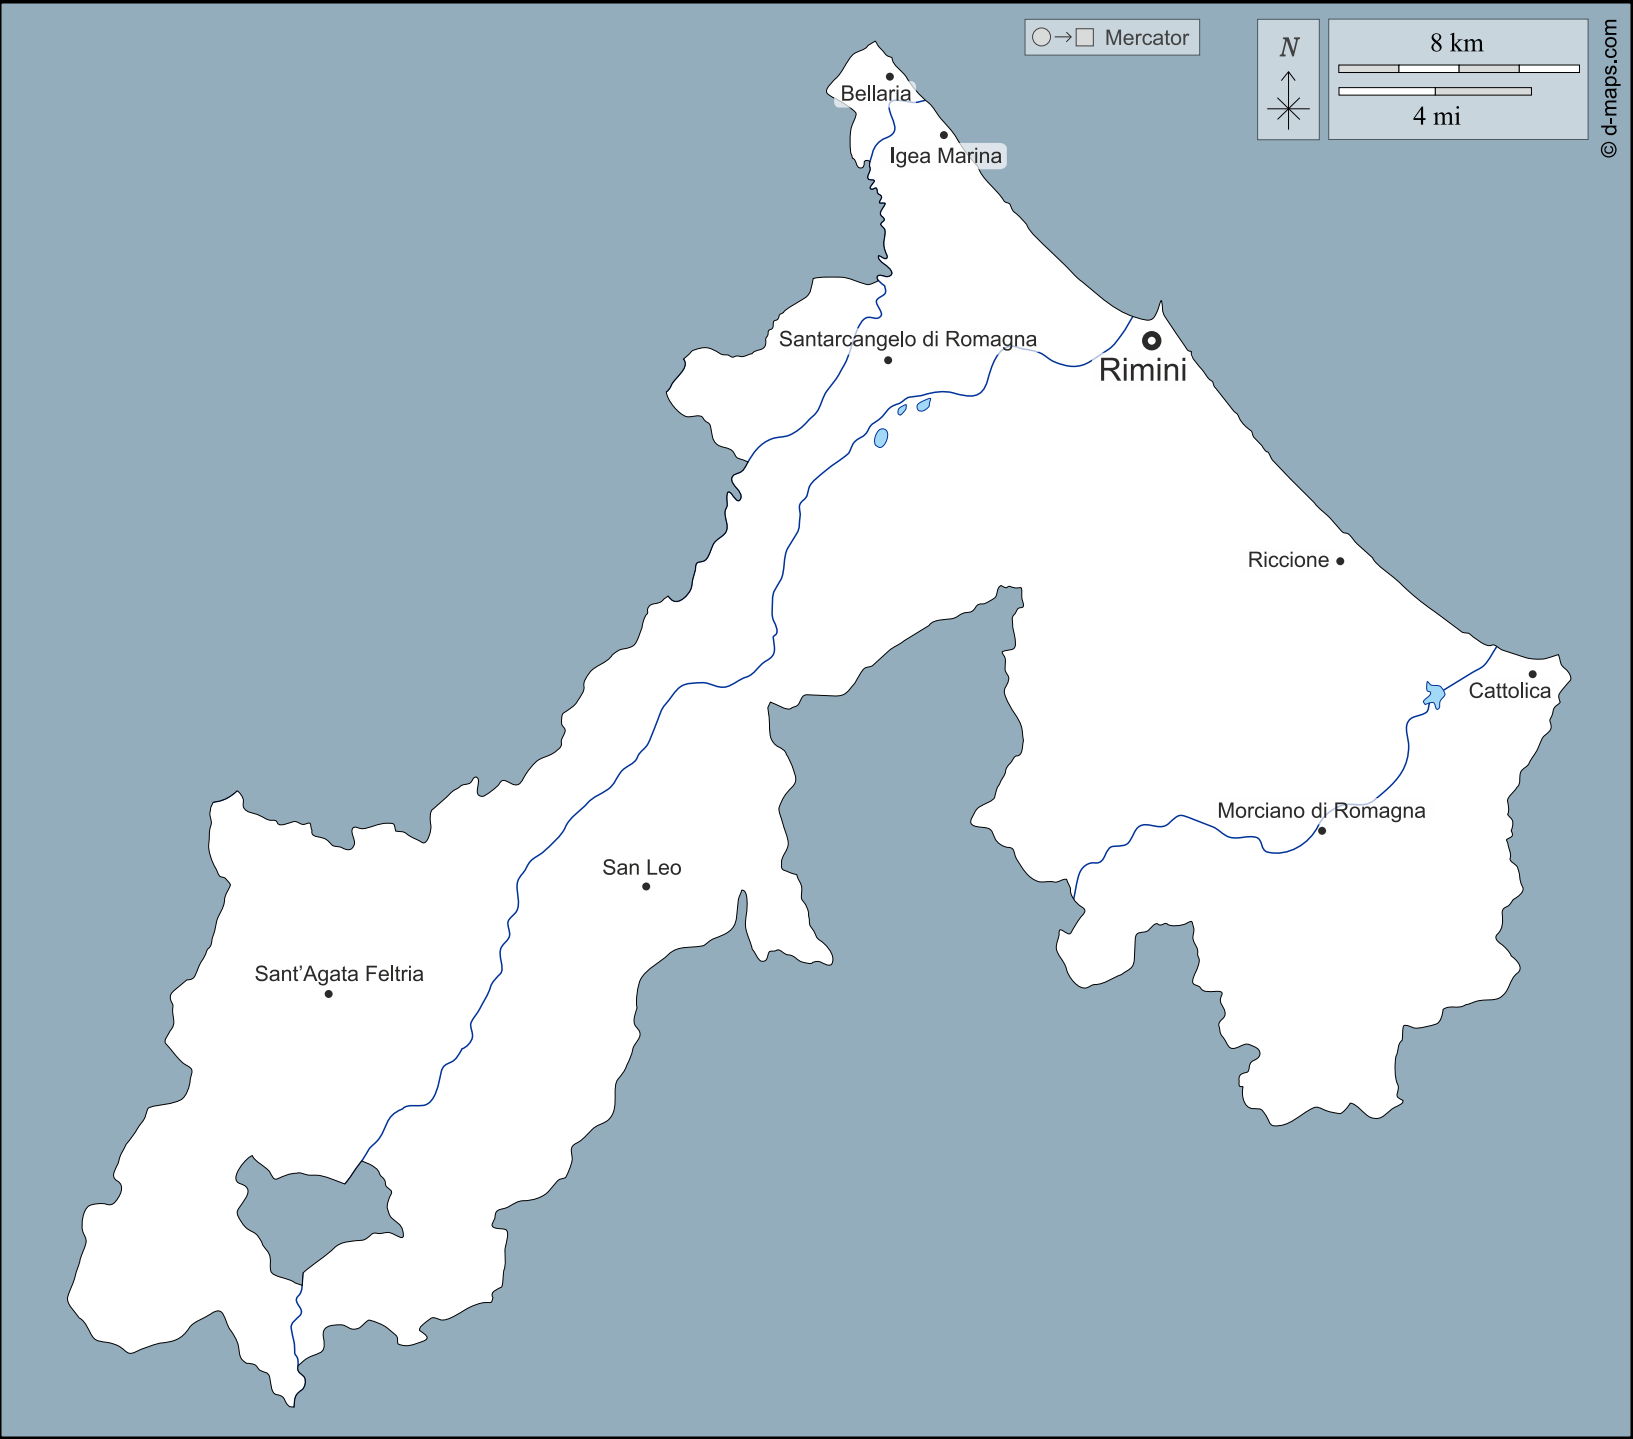 Mercator
N
8 km
4 mi
© d-maps.com
Bellaria
Igea Marina
Santarcangelo di Romagna
Rimini
Riccione
Cattolica
Morciano di Romagna
San Leo
Sant'Agata Feltria